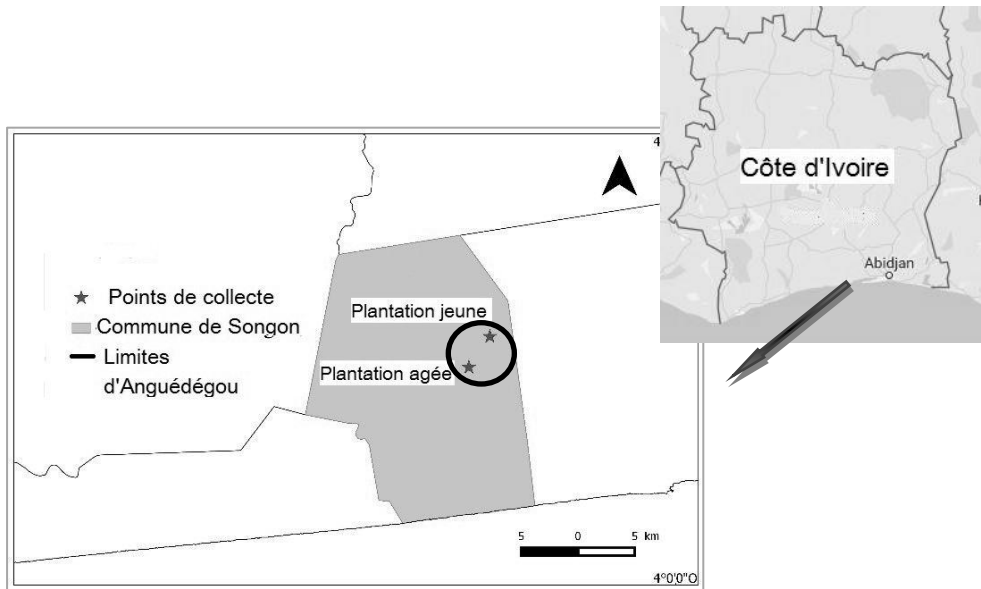 Côte d'Ivoire
Abidjan
Points de collecte
Commune de Songon
Limites
d'Anguédégou
Plantation jeune
Plantation agée
5 0 5 km
4°0'0"O